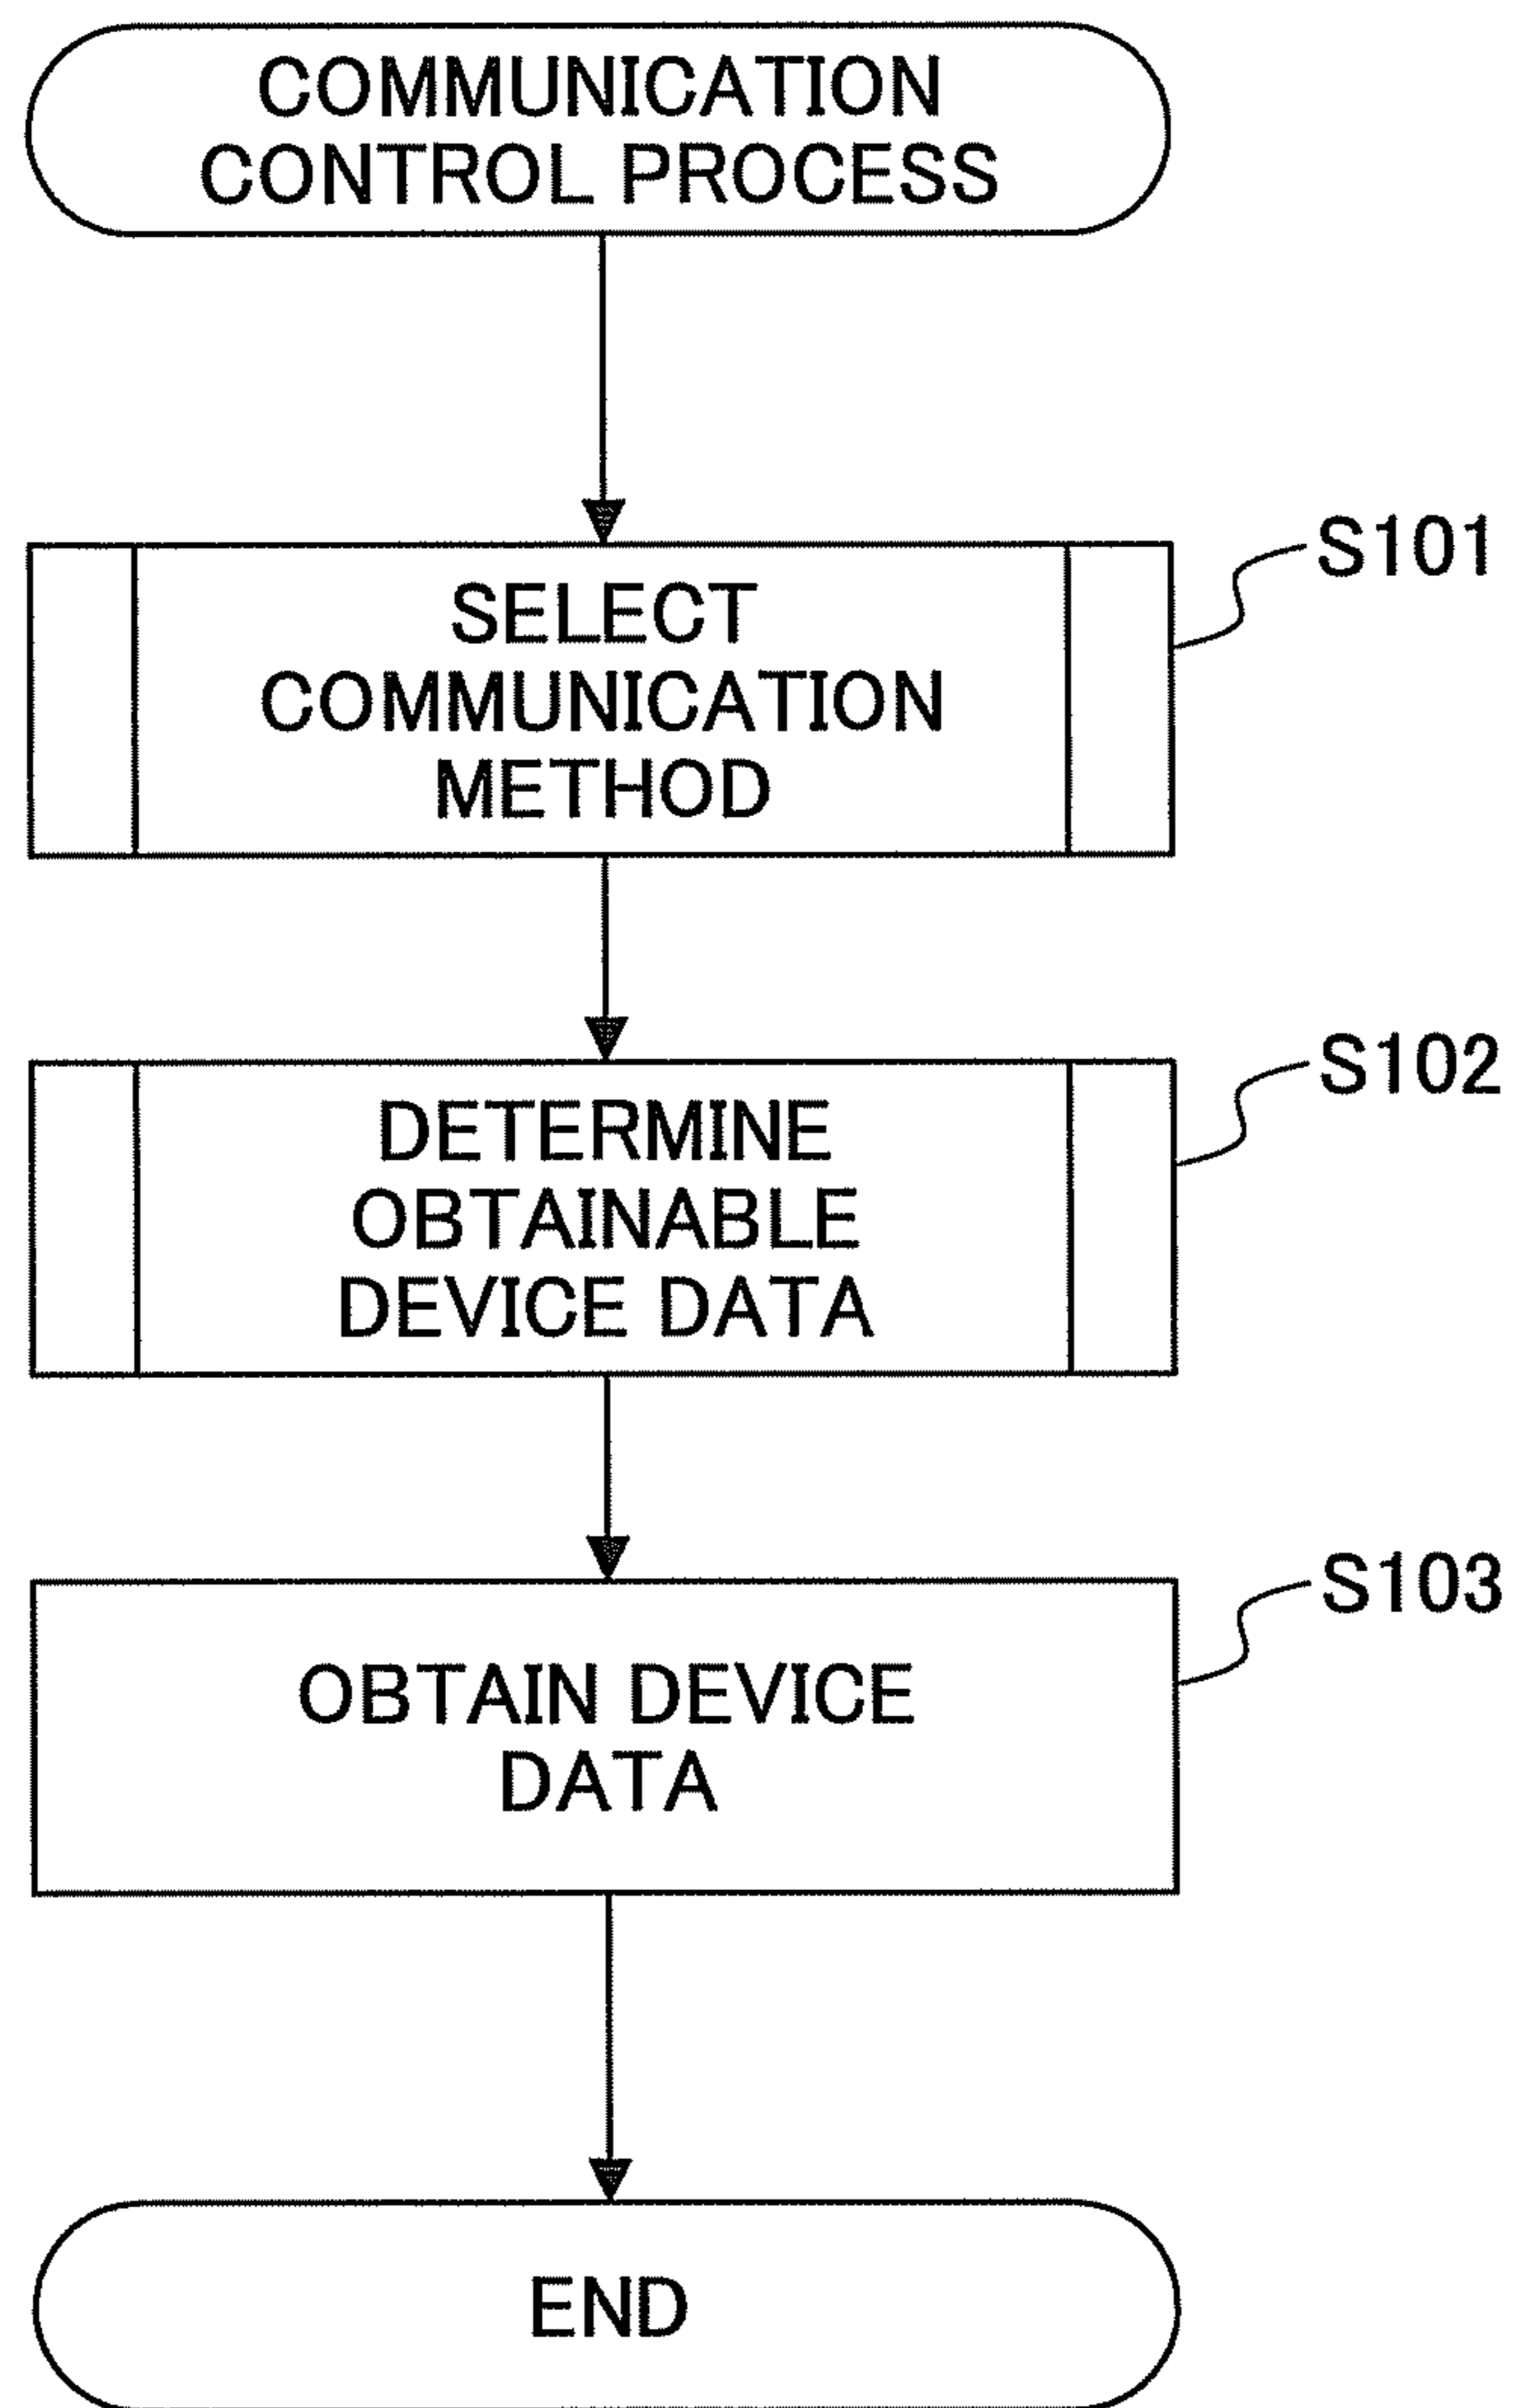 COMMUNICATION
CONTROL PROCESS
S101
SELECT
COMMUNICATION
METHOD
S102
DETERMINE
OBTAINABLE
DEVICE DATA
S103
OBTAIN DEVICE
DATA
END